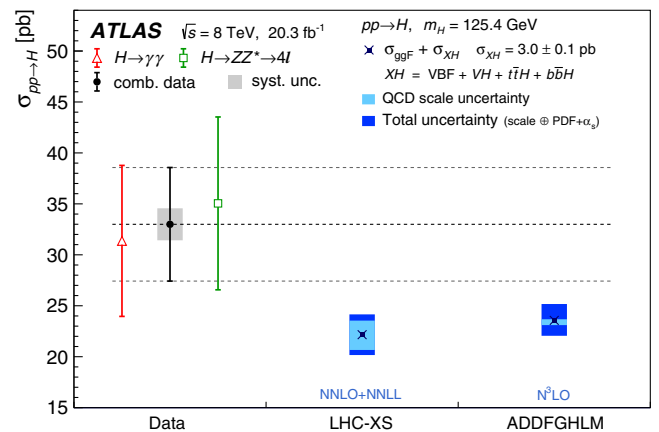 ATLAS √s = 8 TeV, 20.3 fb⁻¹
H→γγ H→ZZ*→4l
comb. data syst. unc.
pp→H, m_H = 125.4 GeV
σ_ggF + σ_XH σ_XH = 3.0 ± 0.1 pb
XH = VBF + VH + tt̄H + bb̄H
QCD scale uncertainty
Total uncertainty (scale ⊕ PDF+α_s)
σ_pp→H [pb]
50
45
40
35
30
25
20
15
NNLO+NNLL N³LO
Data LHC-XS ADDFGHLM